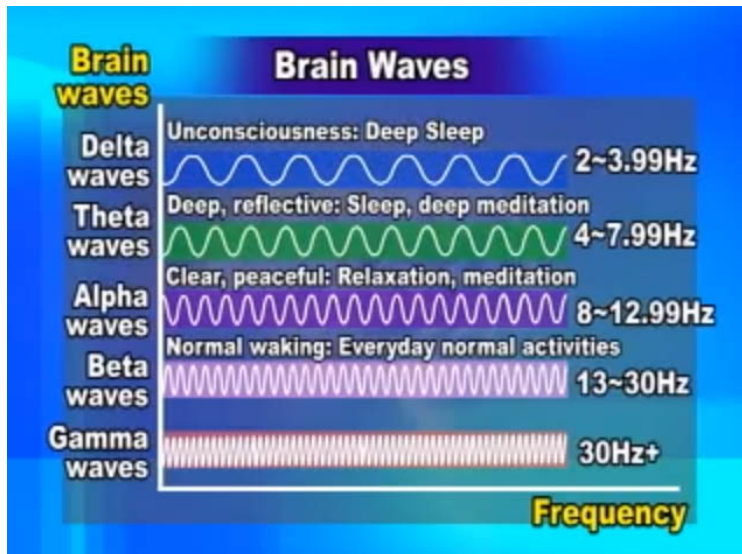 Brain Waves
Brain
waves
Unconsciousness: Deep Sleep
Delta
waves
2~3.99Hz
Deep, reflective: Sleep, deep meditation
Theta
waves
4~7.99Hz
Clear, peaceful: Relaxation, meditation
Alpha
waves
8~12.99Hz
Normal waking: Everyday normal activities
Beta
waves
13~30Hz
Gamma
waves
30Hz+
Frequency